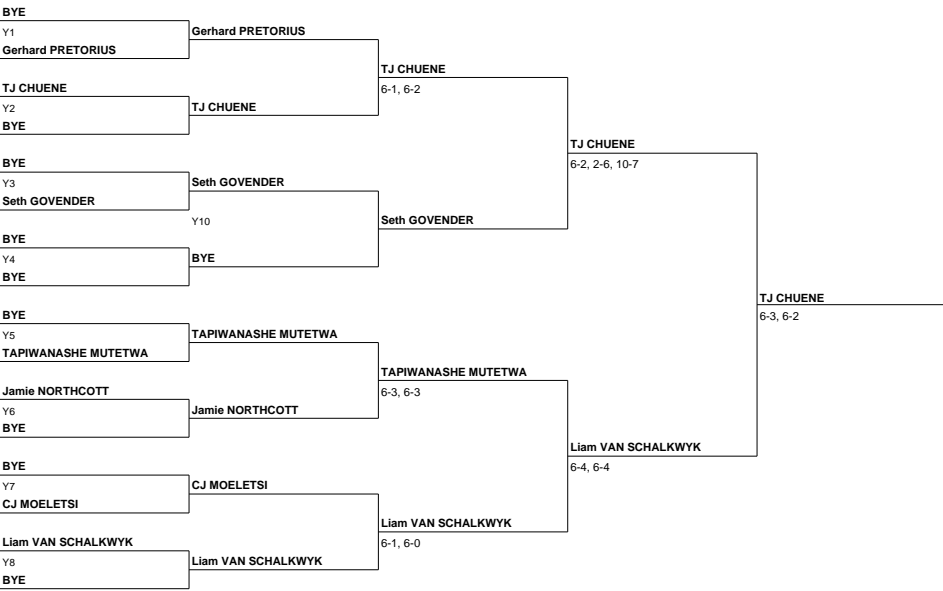 BYE
Y1
Gerhard PRETORIUS
TJ CHUENE
Y2
BYE
BYE
Y3
Seth GOVENDER
BYE
Y4
BYE
BYE
Y5
TAPIWANASHE MUTETWA
Jamie NORTHCOTT
Y6
BYE
BYE
Y7
CJ MOELETSI
Liam VAN SCHALKWYK
Y8
BYE
Gerhard PRETORIUS
TJ CHUENE
Seth GOVENDER
Y10
BYE
TAPIWANASHE MUTETWA
Jamie NORTHCOTT
CJ MOELETSI
Liam VAN SCHALKWYK
TJ CHUENE
6-1, 6-2
Seth GOVENDER
TAPIWANASHE MUTETWA
6-3, 6-3
Liam VAN SCHALKWYK
6-1, 6-0
TJ CHUENE
6-2, 2-6, 10-7
Liam VAN SCHALKWYK
6-4, 6-4
TJ CHUENE
6-3, 6-2